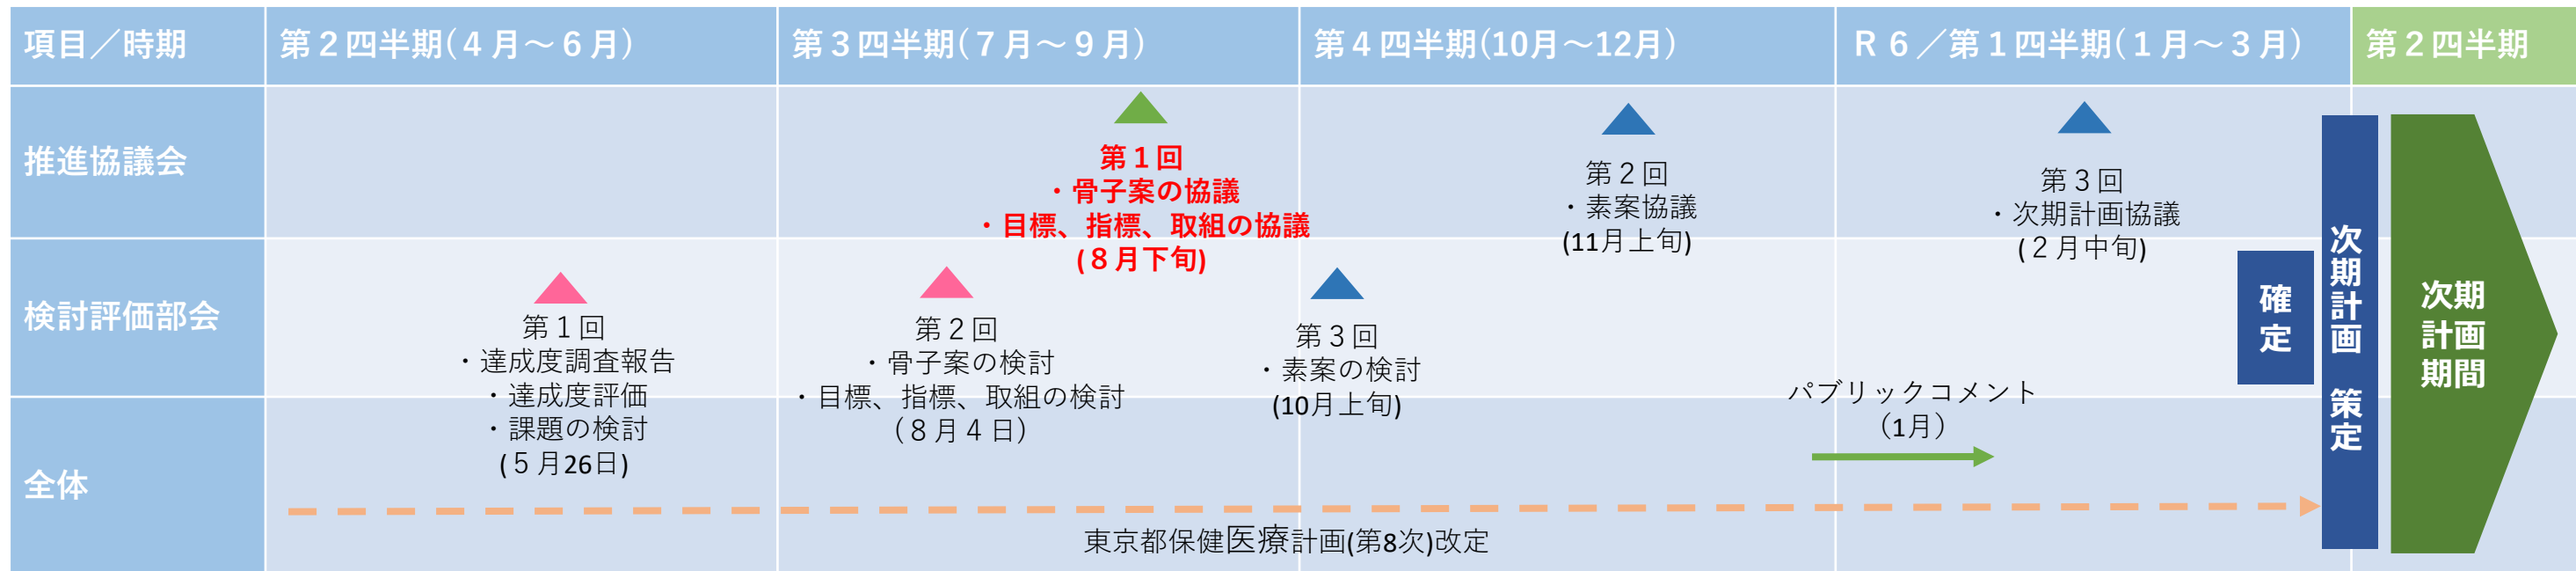 項目／時期
第２四半期(４月～６月)
第３四半期(７月～９月)
第４四半期(10月～12月)
Ｒ６／第１四半期(１月～３月)
第２四半期
推進協議会
第１回
・骨子案の協議
・目標、指標、取組の協議
(８月下旬)
第２回
・素案協議
(11月上旬)
第３回
・次期計画協議
(２月中旬)
検討評価部会
第１回
・達成度調査報告
・達成度評価
・課題の検討
(５月26日)
第２回
・骨子案の検討
・目標、指標、取組の検討
(８月４日)
第３回
・素案の検討
(10月上旬)
確定
次期計画　策定
次期
計画
期間
全体
パブリックコメント
（1月）
東京都保健医療計画(第8次)改定